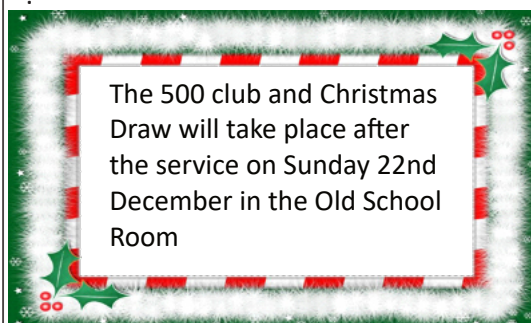 The 500 club and Christmas
Draw will take place after
the service on Sunday 22nd
December in the Old School
Room